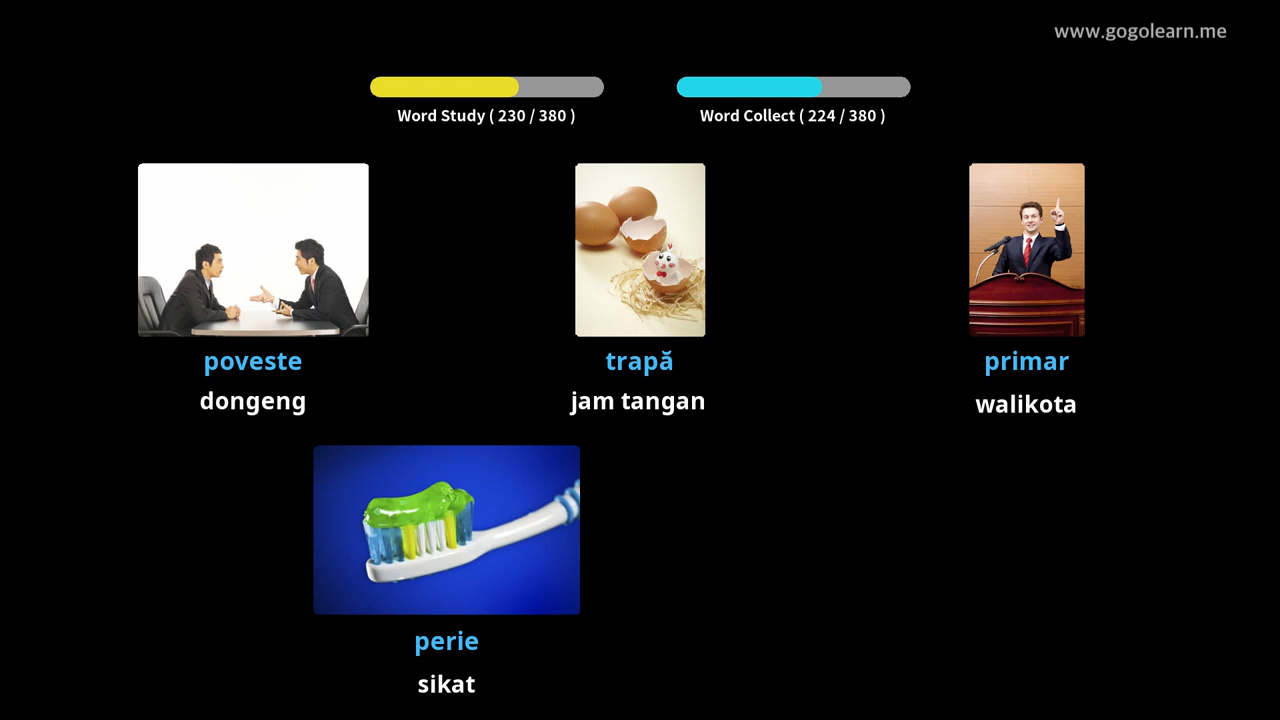 www.gogolearn.me
Word Study ( 230 / 380 )
Word Collect ( 224 / 380 )
poveste
trapă
primar
dongeng
jam tangan
walikota
perie
sikat